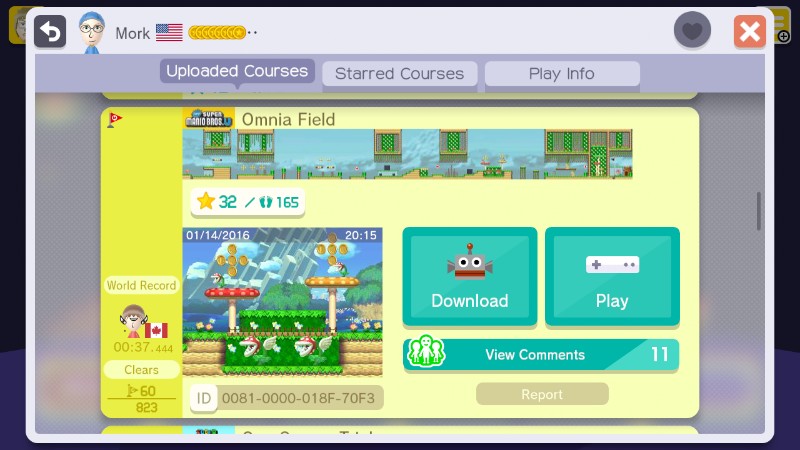 Mork
Uploaded Courses
Starred Courses
Play Info
SUPER
MARIO BROS. U
Omnia Field
32 / 165
01/14/2016
20:15
World Record
00:37.444
Clears
60
823
Download
Play
View Comments
11
ID
0081-0000-018F-70F3
Report